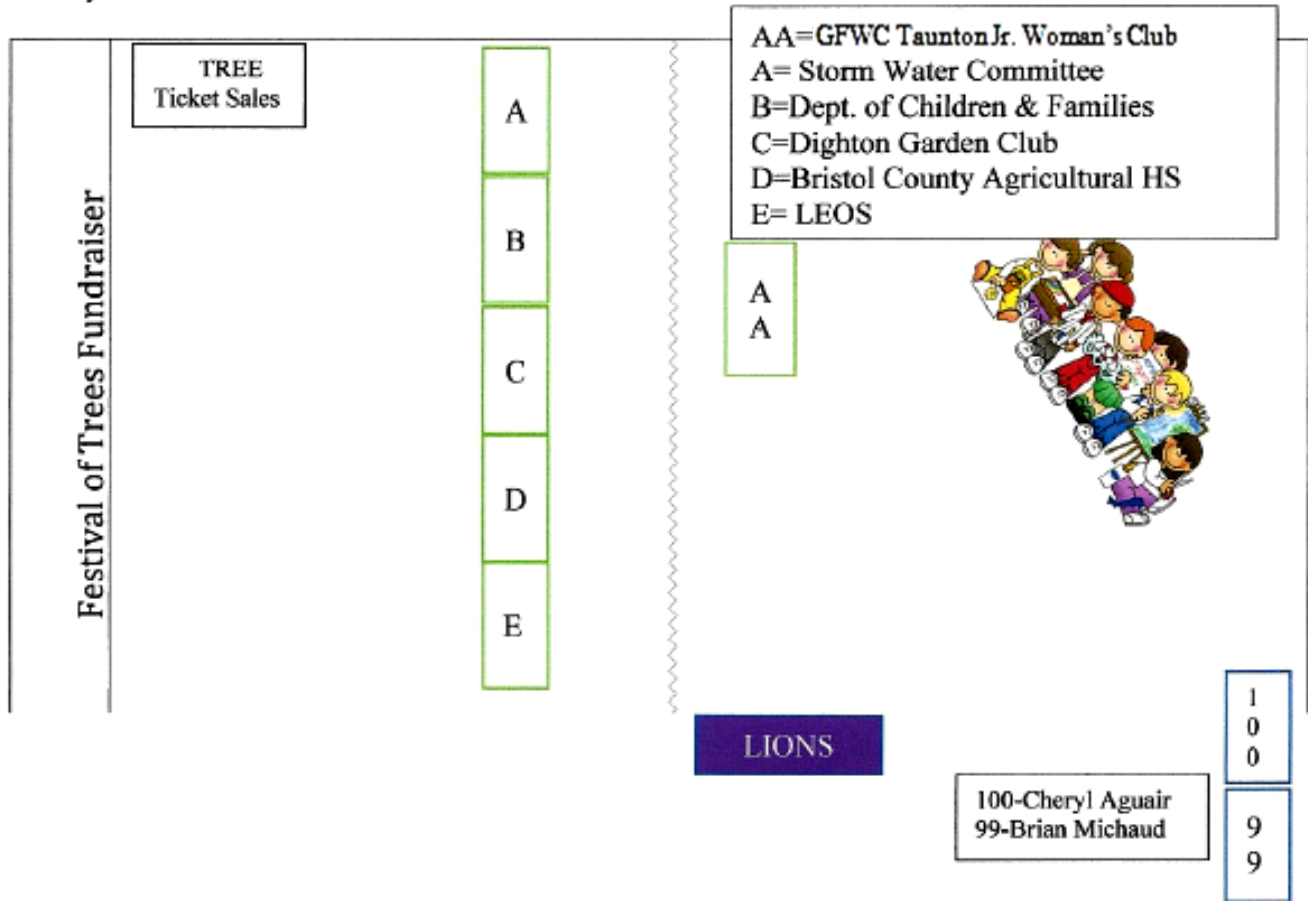 TREE
Ticket Sales
Festival of Trees Fundraiser
A
B
C
D
E
AA=GFWC Taunton Jr. Woman's Club
A= Storm Water Committee
B=Dept. of Children & Families
C=Dighton Garden Club
D=Bristol County Agricultural HS
E= LEOS
A
A
LIONS
1
0
0
100-Cheryl Aguair
99-Brian Michaud
9
9